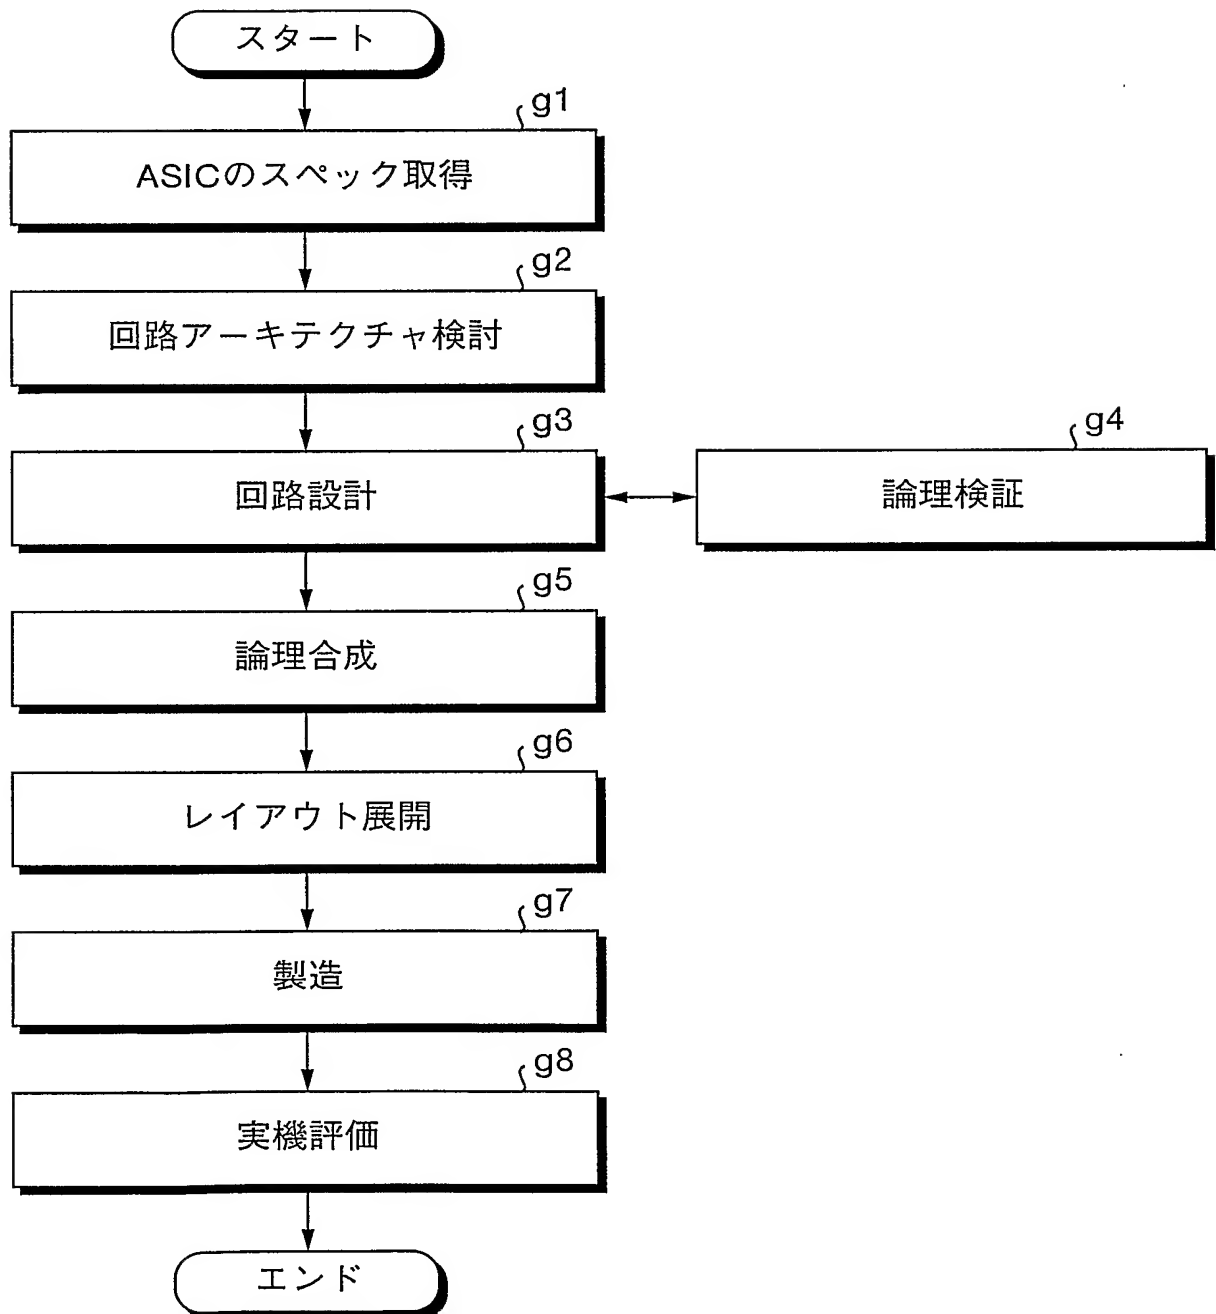 スタート
g1
ASICのスペック取得
g2
回路アーキテクチャ検討
g3
回路設計
g4
論理検証
g5
論理合成
g6
レイアウト展開
g7
製造
g8
実機評価
エンド